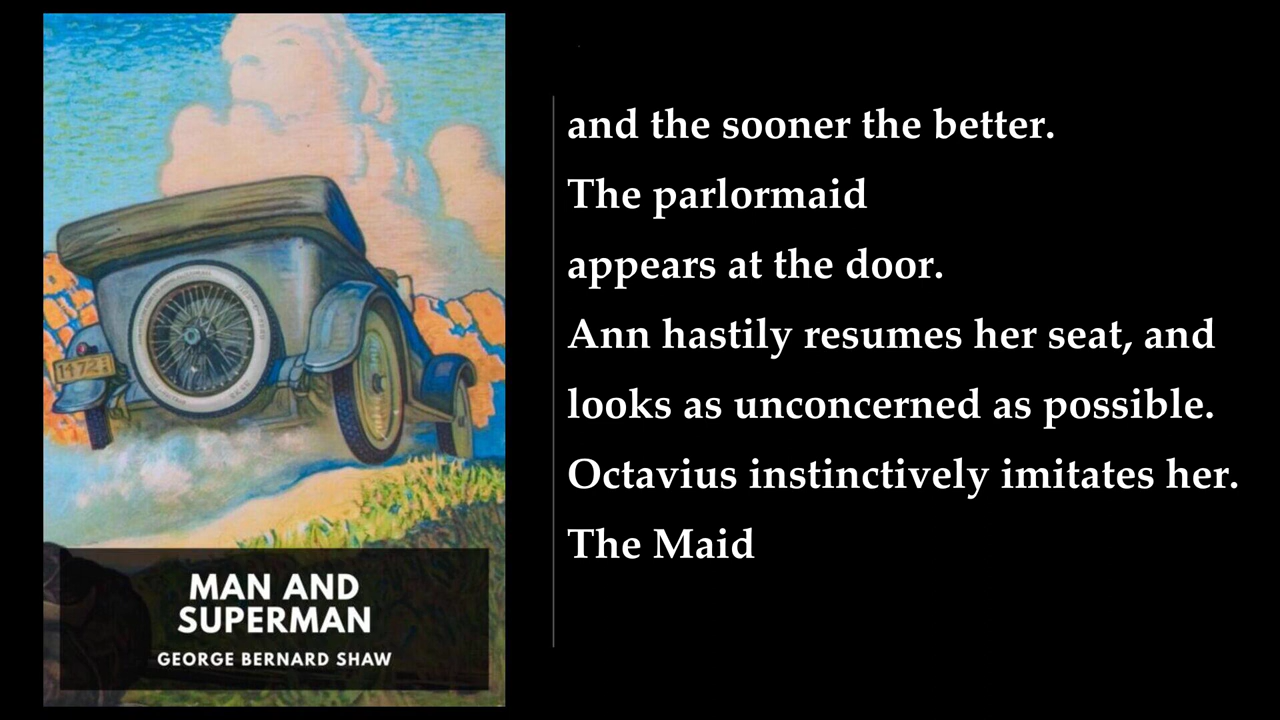 1472
MAN AND
SUPERMAN
GEORGE BERNARD SHAW
and the sooner the better.
The parlormaid
appears at the door.
Ann hastily resumes her seat, and
looks as unconcerned as possible.
Octavius instinctively imitates her.
The Maid